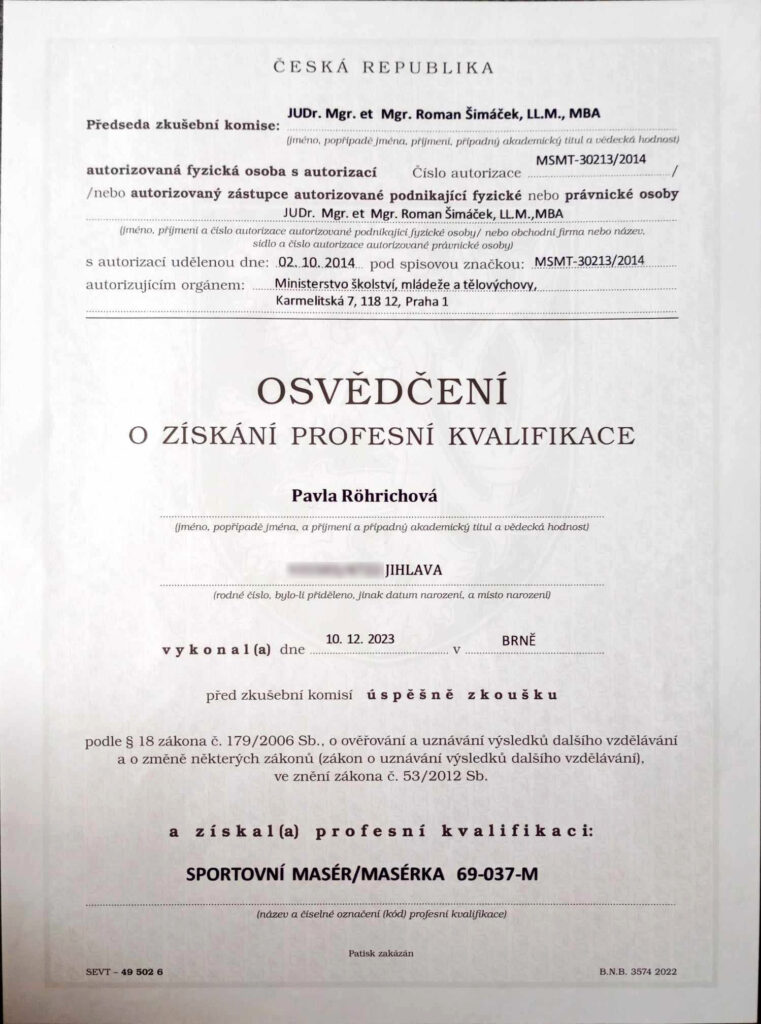 ČESKÁ REPUBLIKA
Předseda zkušební komise: JUDr. Mgr. et Mgr. Roman Šimáček, LL.M., MBA
(jméno, popřípadě jména, příjmení, případný akademický titul a vědecká hodnost)
autorizovaná fyzická osoba s autorizací Číslo autorizace MSMT-30213/2014 /
/nebo autorizovaný zástupce autorizované podnikající fyzické nebo právnické osoby
JUDr. Mgr. et Mgr. Roman Šimáček, LL.M.,MBA
(jméno, příjmení a číslo autorizace autorizované podnikající fyzické osoby/ nebo obchodní firma nebo název,
sídlo a číslo autorizace autorizované právnické osoby)
s autorizací udělenou dne: 02. 10. 2014 pod spisovou značkou: MSMT-30213/2014
autorizujícím orgánem: Ministerstvo školství, mládeže a tělovýchovy,
Karmelitská 7, 118 12, Praha 1
OSVĚDČENÍ
O ZÍSKÁNÍ PROFESNÍ KVALIFIKACE
Pavla Röhrichová
(jméno, popřípadě jména, a příjmení a případný akademický titul a vědecká hodnost)
JIHLAVA
(rodné číslo, bylo-li přiděleno, jinak datum narození, a místo narození)
vykonal(a) dne 10. 12. 2023 v BRNĚ
před zkušební komisí úspěšně zkoušku
podle § 18 zákona č. 179/2006 Sb., o ověřování a uznávání výsledků dalšího vzdělávání
a o změně některých zákonů (zákon o uznávání výsledků dalšího vzdělávání),
ve znění zákona č. 53/2012 Sb.
a získal(a) profesní kvalifikaci:
SPORTOVNÍ MASÉR/MASÉRKA 69-037-M
(název a číselné označení (kód) profesní kvalifikace)
Patisk zakázán
SEVT – 49 502 6 B.N.B. 3574 2022